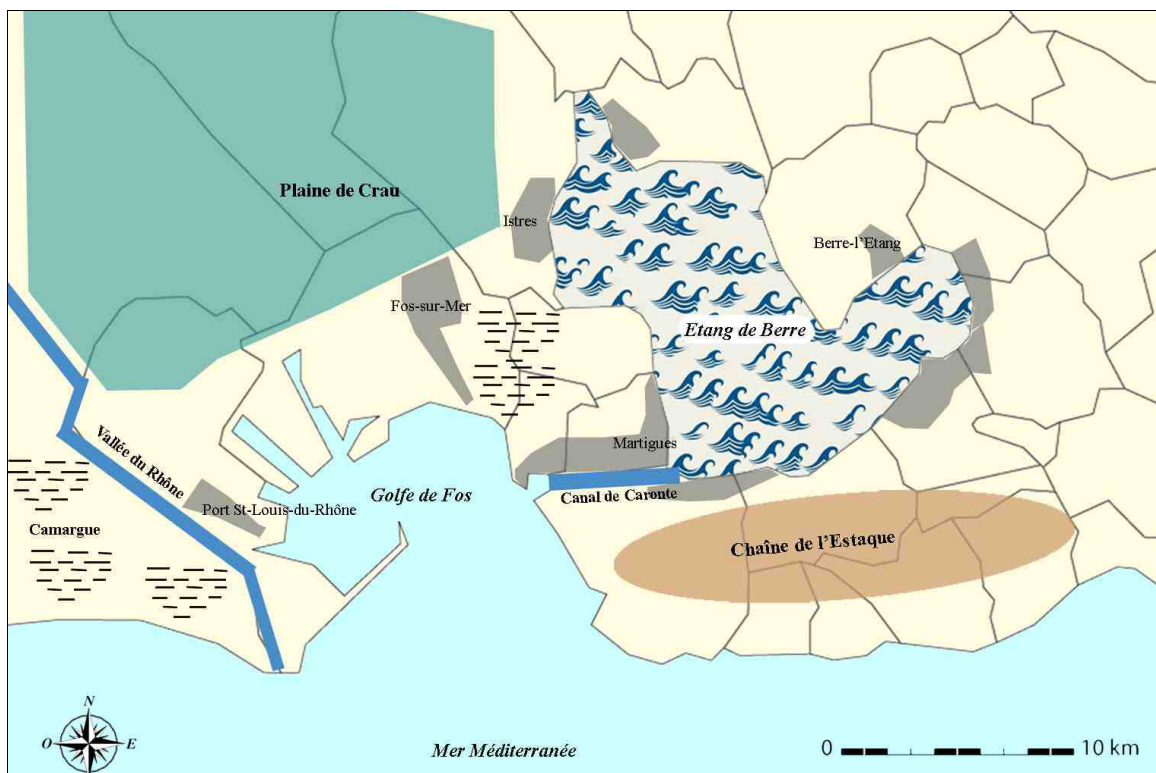 Plaine de Crau
Istres
Berre-l'Etang
Fos-sur-Mer
Etang de Berre
Martigues
Vallée du Rhône
Golfe de Fos
Canal de Caronte
Port St-Louis-du-Rhône
Camargue
Chaîne de l'Estaque
N
O
E
S
Mer Méditerranée
0
10 km